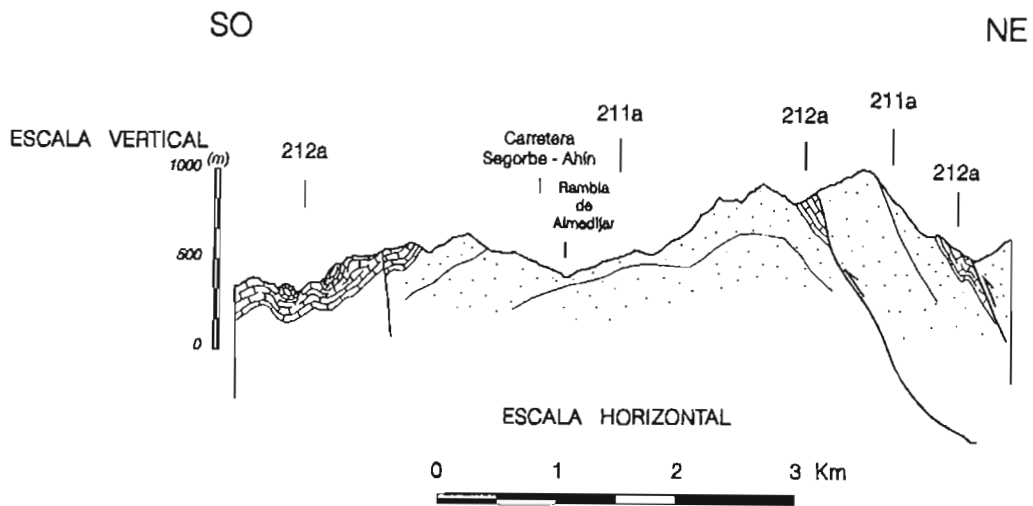 SO
NE
ESCALA VERTICAL
1000 (m)
500
0
212a
Carretera
Segorbe - Ahín
Rambla
de
Almedíjar
211a
212a
211a
212a
ESCALA HORIZONTAL
0 1 2 3 Km